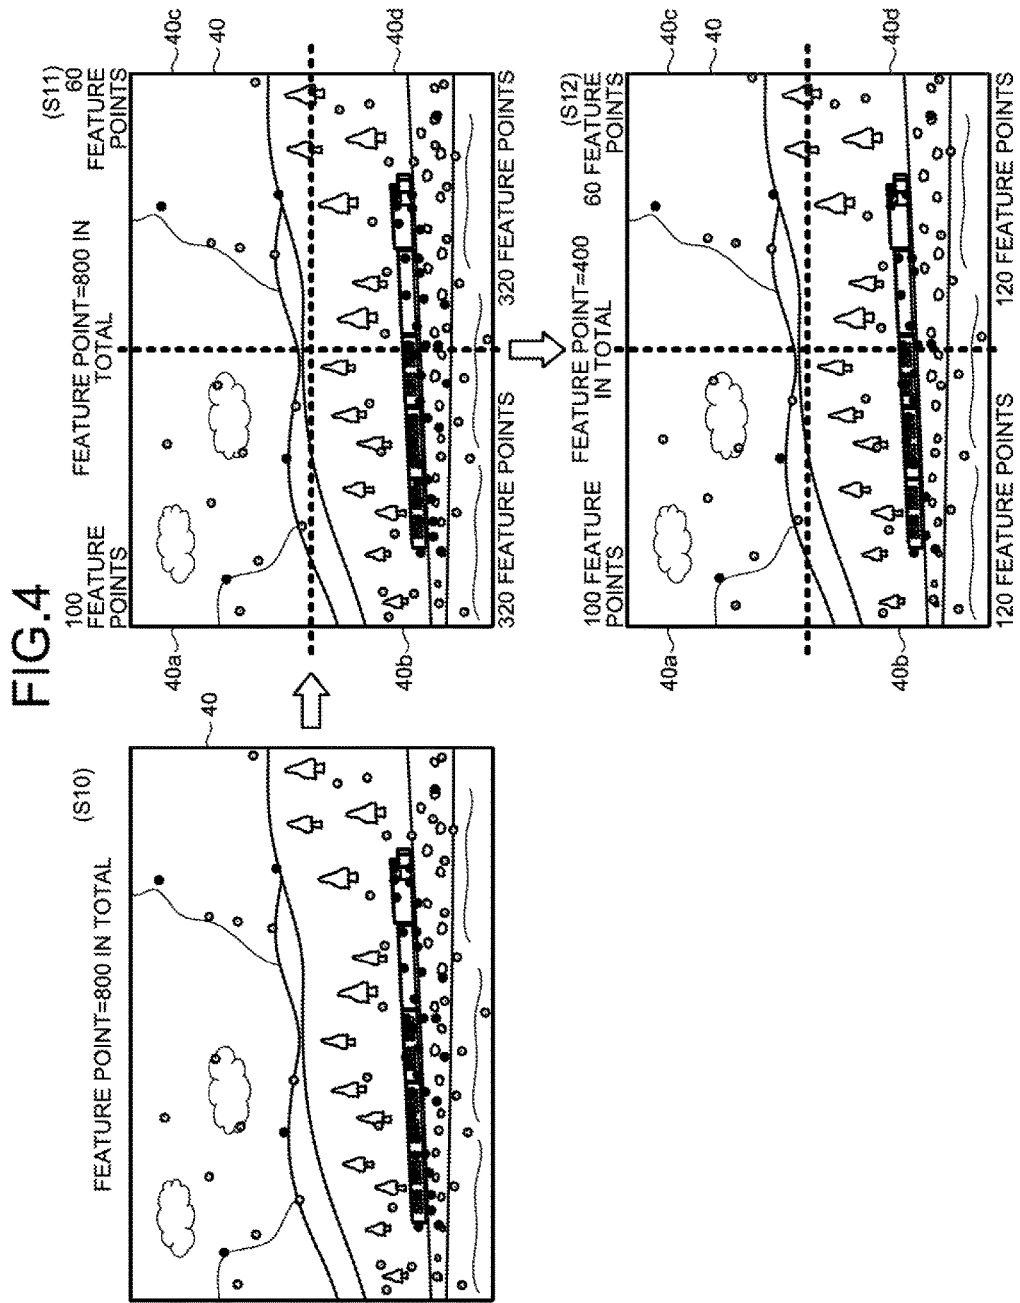 FIG.4
(S10)
FEATURE POINT=800 IN TOTAL
40
(S11)
100
FEATURE
POINTS
FEATURE POINT=800 IN
TOTAL
60
FEATURE
POINTS
40a
40b
40c
40
40d
320 FEATURE POINTS
320 FEATURE POINTS
(S12)
100 FEATURE
POINTS
FEATURE POINT=400
IN TOTAL
60 FEATURE
POINTS
40a
40b
40c
40
40d
120 FEATURE POINTS
120 FEATURE POINTS